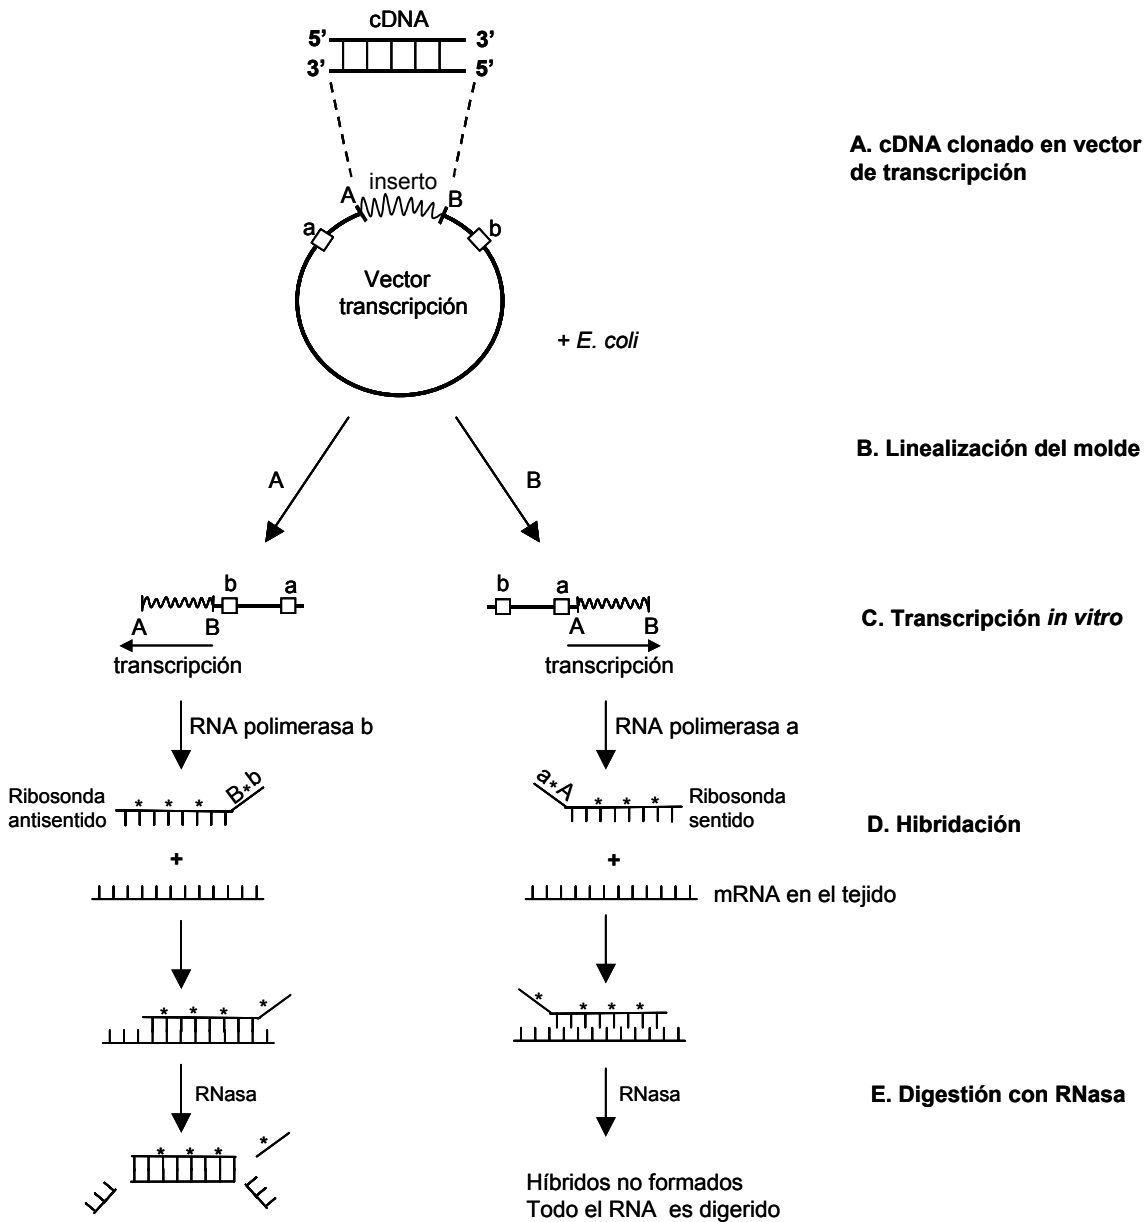 cDNA
5’ 3’
3’ 5’
A. cDNA clonado en vector
de transcripción
inserto
A B
a b
Vector
transcripción
+ E. coli
B. Linealización del molde
A B
b a
A B
transcripción
b a
A B
transcripción
C. Transcripción in vitro
RNA polimerasa b
RNA polimerasa a
Ribosonda
antisentido
* * * B*b
a*A * * *
Ribosonda
sentido
D. Hibridación
+ +
mRNA en el tejido
* * * *
* * * *
RNasa
RNasa
E. Digestión con RNasa
* * * *
Híbridos no formados
Todo el RNA es digerido